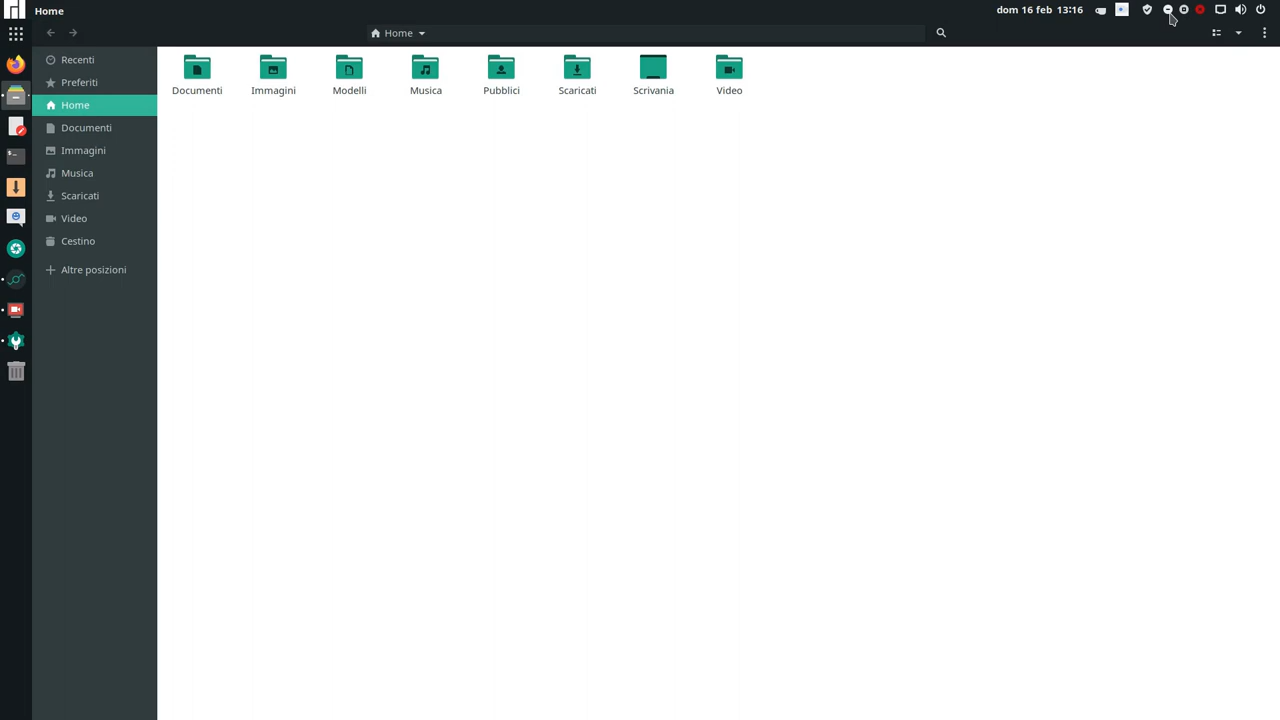 Home
dom 16 feb 13:16
Home
Recenti
Preferiti
Home
Documenti
Immagini
Musica
Scaricati
Video
Cestino
Altre posizioni
Documenti
Immagini
Modelli
Musica
Pubblici
Scaricati
Scrivania
Video